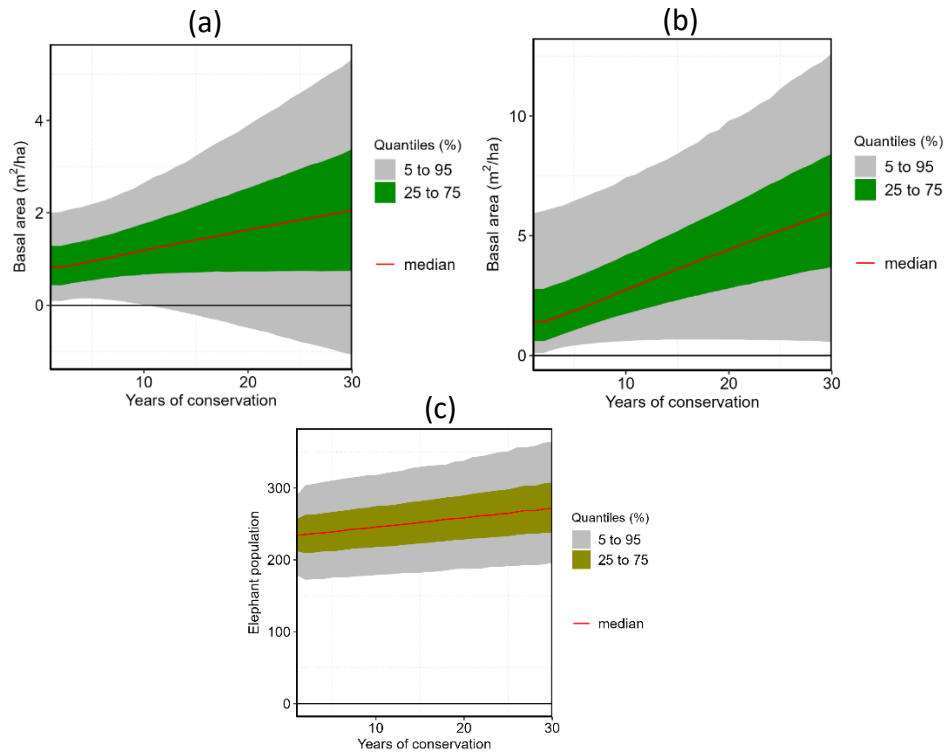 (a)
Basal area (m²/ha)
4
2
0
10
20
30
Years of conservation
Quantiles (%)
5 to 95
25 to 75
median
(b)
Basal area (m²/ha)
10
5
0
10
20
30
Years of conservation
Quantiles (%)
5 to 95
25 to 75
median
(c)
Elephant population
300
200
100
0
10
20
30
Years of conservation
Quantiles (%)
5 to 95
25 to 75
median